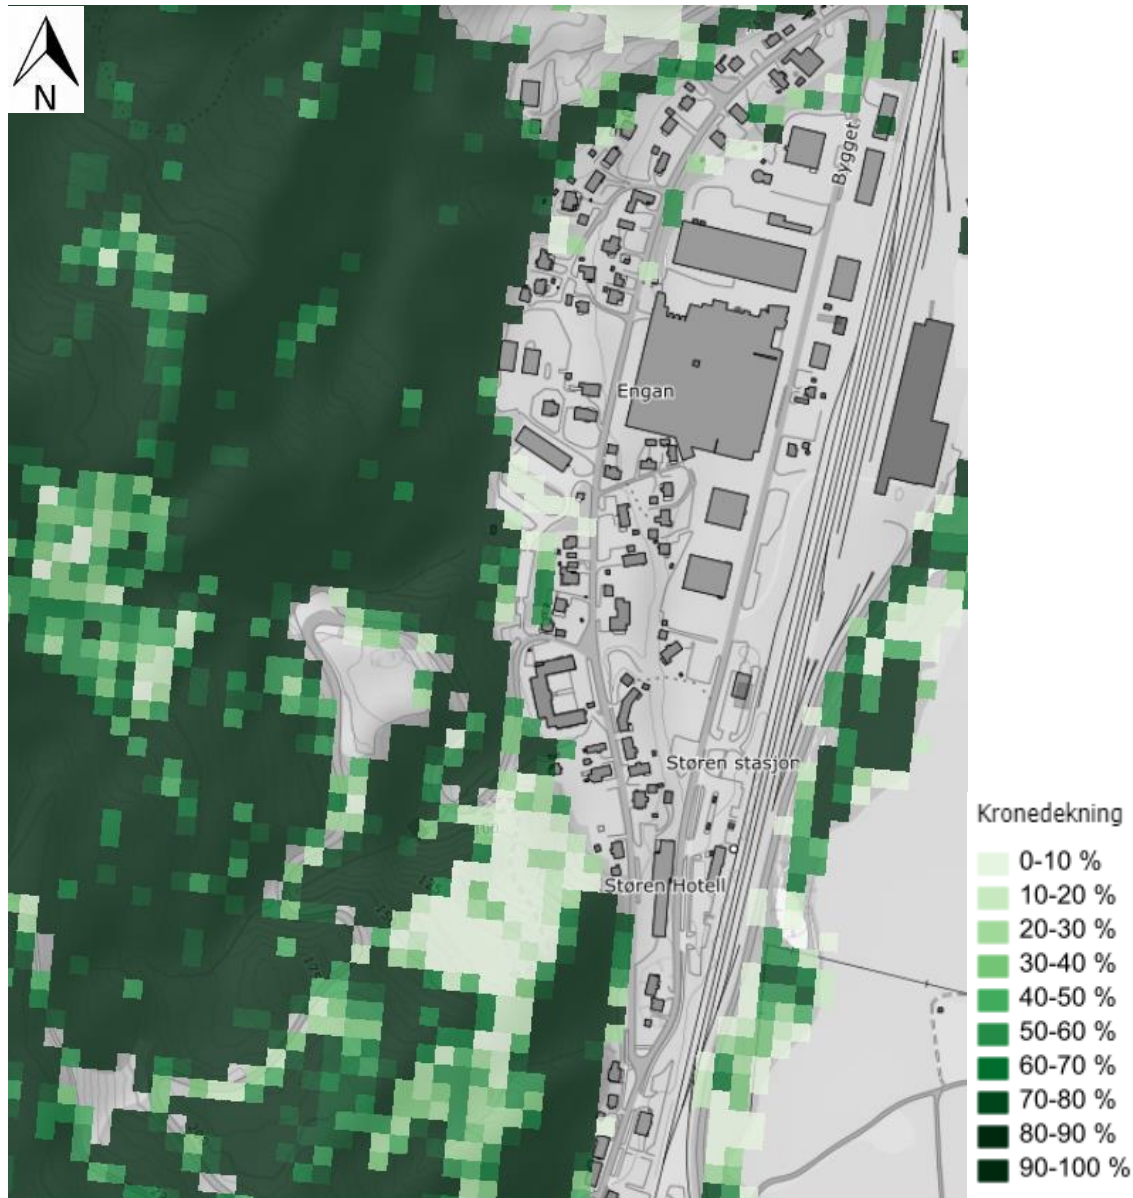 N
Bygget
Engan
Støren stasjon
Støren Hotell
Kronedekning
0-10 %
10-20 %
20-30 %
30-40 %
40-50 %
50-60 %
60-70 %
70-80 %
80-90 %
90-100 %